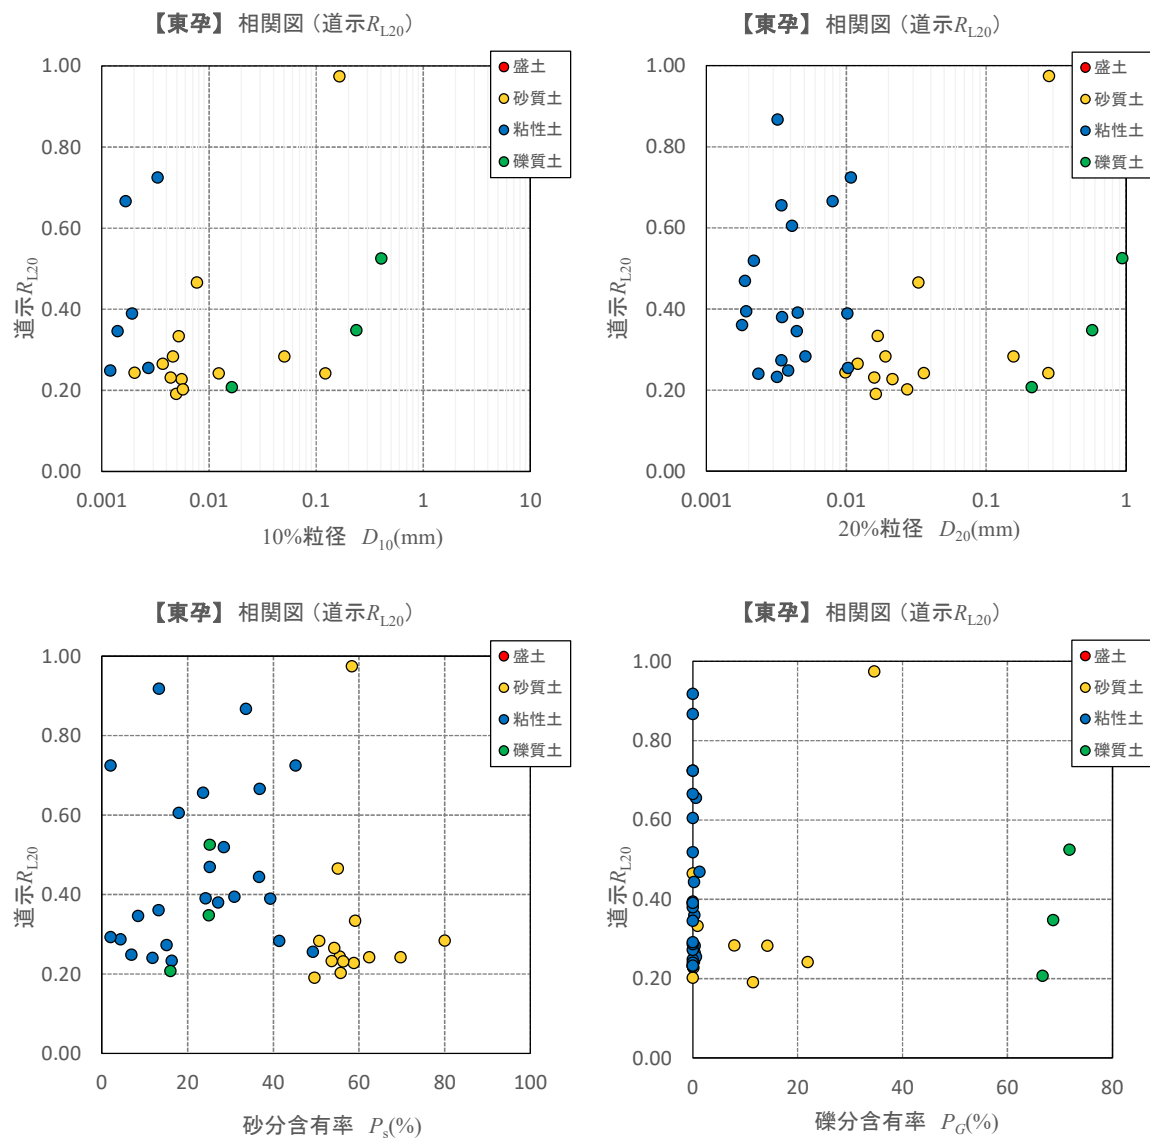 【東孕】 相関図（道示RL20）
盛土
砂質土
粘性土
礫質土
1.00
0.80
0.60
0.40
0.20
0.00
道示RL20
0.001 0.01 0.1 1 10
10%粒径 D10(mm)
【東孕】 相関図（道示RL20）
盛土
砂質土
粘性土
礫質土
1.00
0.80
0.60
0.40
0.20
0.00
道示RL20
0.001 0.01 0.1 1
20%粒径 D20(mm)
【東孕】 相関図（道示RL20）
盛土
砂質土
粘性土
礫質土
1.00
0.80
0.60
0.40
0.20
0.00
道示RL20
0 20 40 60 80 100
砂分含有率 Ps(%)
【東孕】 相関図（道示RL20）
盛土
砂質土
粘性土
礫質土
1.00
0.80
0.60
0.40
0.20
0.00
道示RL20
0 20 40 60 80
礫分含有率 PG(%)